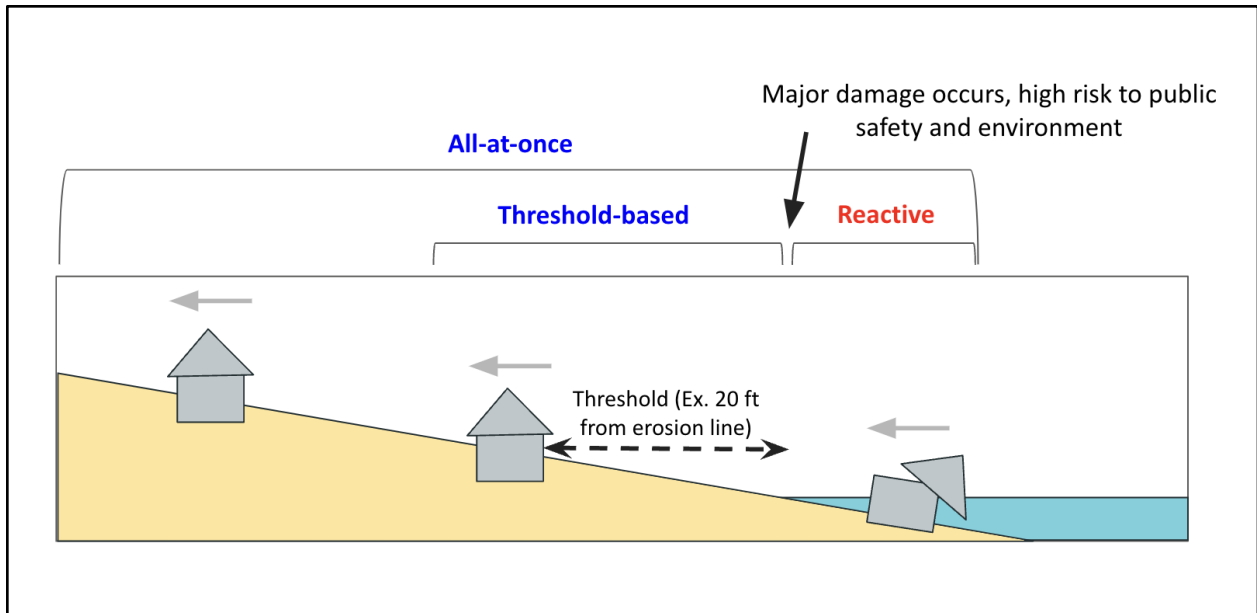 Major damage occurs, high risk to public
safety and environment
All-at-once
Threshold-based
Reactive
Threshold (Ex. 20 ft
from erosion line)